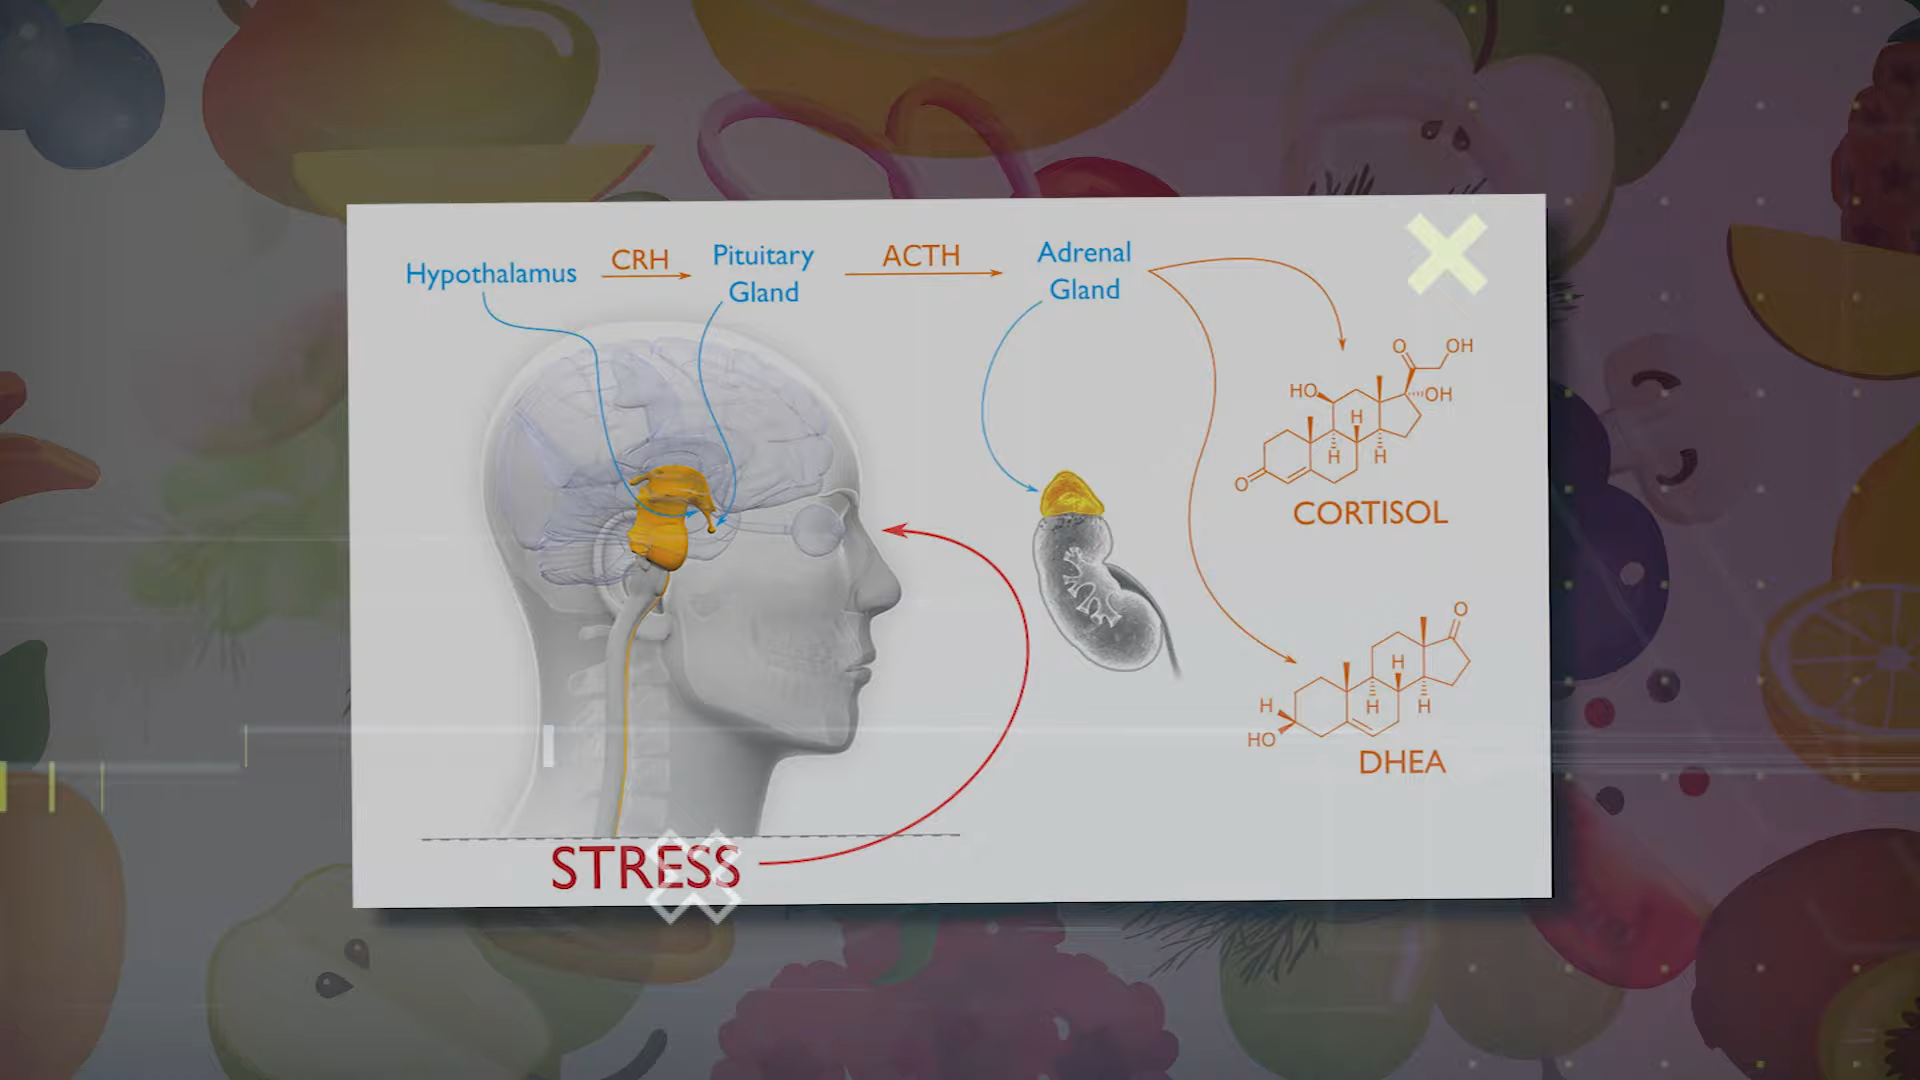 Hypothalamus
CRH
Pituitary
Gland
ACTH
Adrenal
Gland
O
OH
HO
OH
H
H
H
O
CORTISOL
O
H
H
H
H
HO
DHEA
STRESS